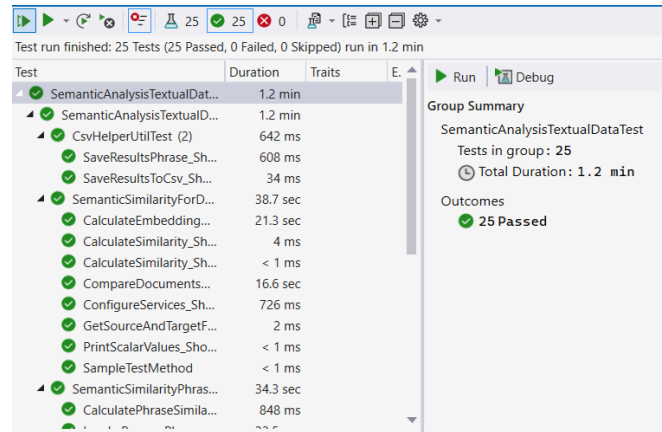 25 25 0
Test run finished: 25 Tests (25 Passed, 0 Failed, 0 Skipped) run in 1.2 min
Test Duration Traits E.
SemanticAnalysisTextualDat... 1.2 min
SemanticAnalysisTextualD... 1.2 min
CsvHelperUtilTest (2) 642 ms
SaveResultsPhrase_Sh... 608 ms
SaveResultsToCsv_Sh... 34 ms
SemanticSimilarityForD... 38.7 sec
CalculateEmbedding... 21.3 sec
CalculateSimilarity_Sh... 4 ms
CalculateSimilarity_Sh... < 1 ms
CompareDocuments... 16.6 sec
ConfigureServices_Sh... 726 ms
GetSourceAndTargetF... 2 ms
PrintScalarValues_Sho... < 1 ms
SampleTestMethod < 1 ms
SemanticSimilarityPhras... 34.3 sec
CalculatePhraseSimila... 848 ms
Run Debug
Group Summary
SemanticAnalysisTextualDataTest
Tests in group: 25
Total Duration: 1.2 min
Outcomes
25 Passed